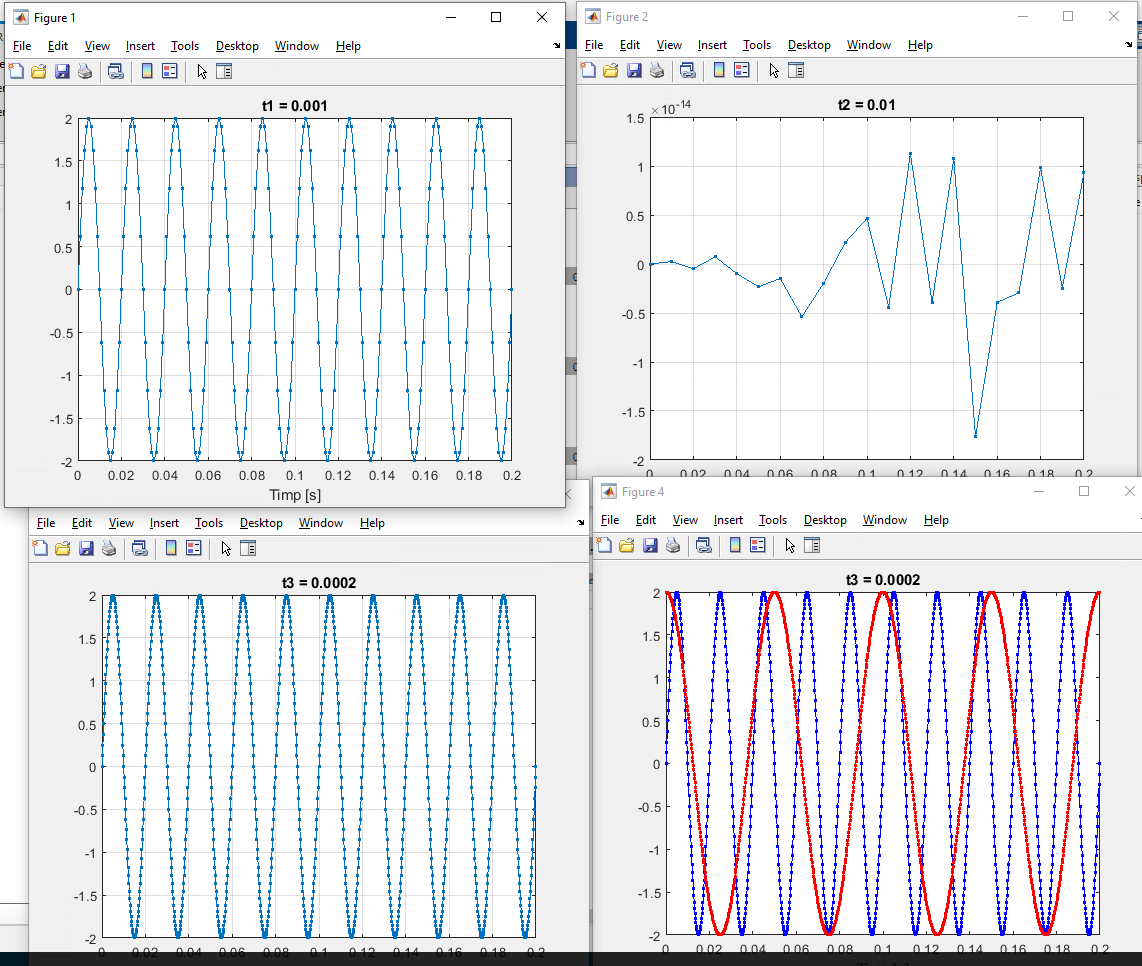 Figure 1
File Edit View Insert Tools Desktop Window Help
t1 = 0.001
2
1.5
1
0.5
0
-0.5
-1
-1.5
-2
0 0.02 0.04 0.06 0.08 0.1 0.12 0.14 0.16 0.18 0.2
Timp [s]
Figure 2
File Edit View Insert Tools Desktop Window Help
×10-14
t2 = 0.01
1.5
1
0.5
0
-0.5
-1
-1.5
-2
0 0.02 0.04 0.06 0.08 0.1 0.12 0.14 0.16 0.18 0.2
File Edit View Insert Tools Desktop Window Help
t3 = 0.0002
2
1.5
1
0.5
0
-0.5
-1
-1.5
-2
0 0.02 0.04 0.06 0.08 0.1 0.12 0.14 0.16 0.18 0.2
Figure 4
File Edit View Insert Tools Desktop Window Help
t3 = 0.0002
2
1.5
1
0.5
0
-0.5
-1
-1.5
-2
0 0.02 0.04 0.06 0.08 0.1 0.12 0.14 0.16 0.18 0.2